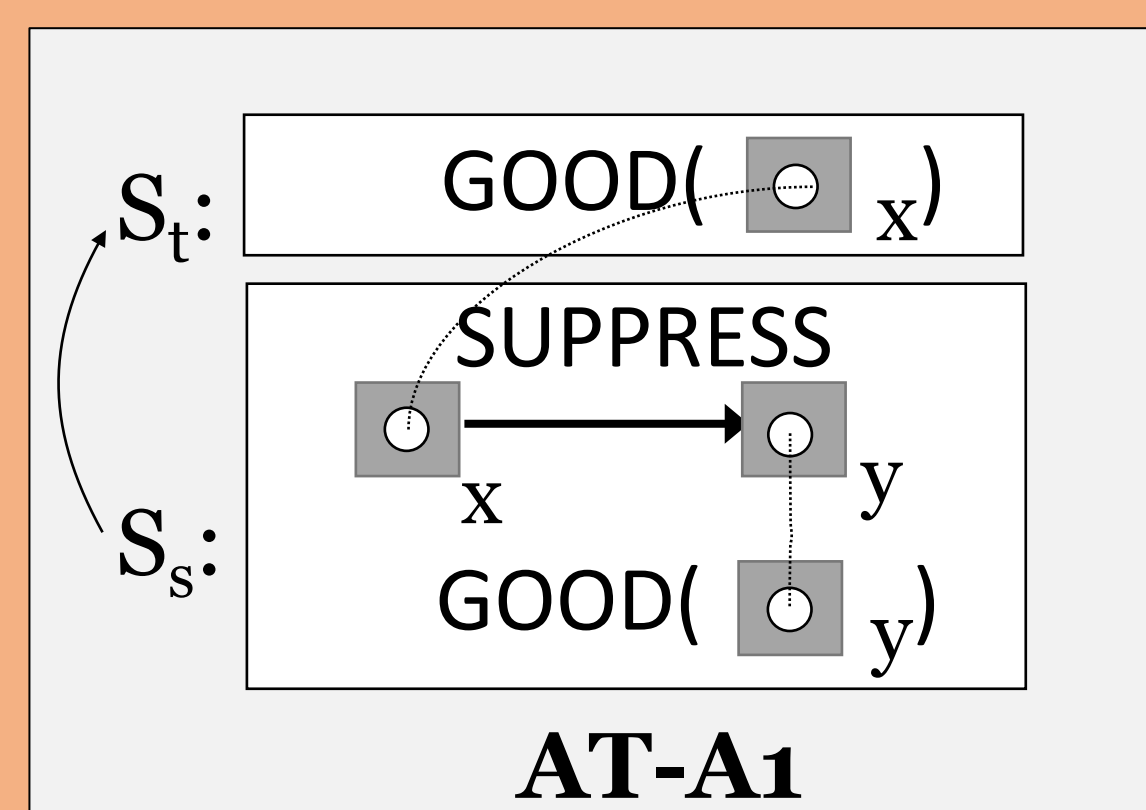 Sₜ: GOOD( x)
SUPPRESS
x y
Sₛ: GOOD( y)
AT-A1